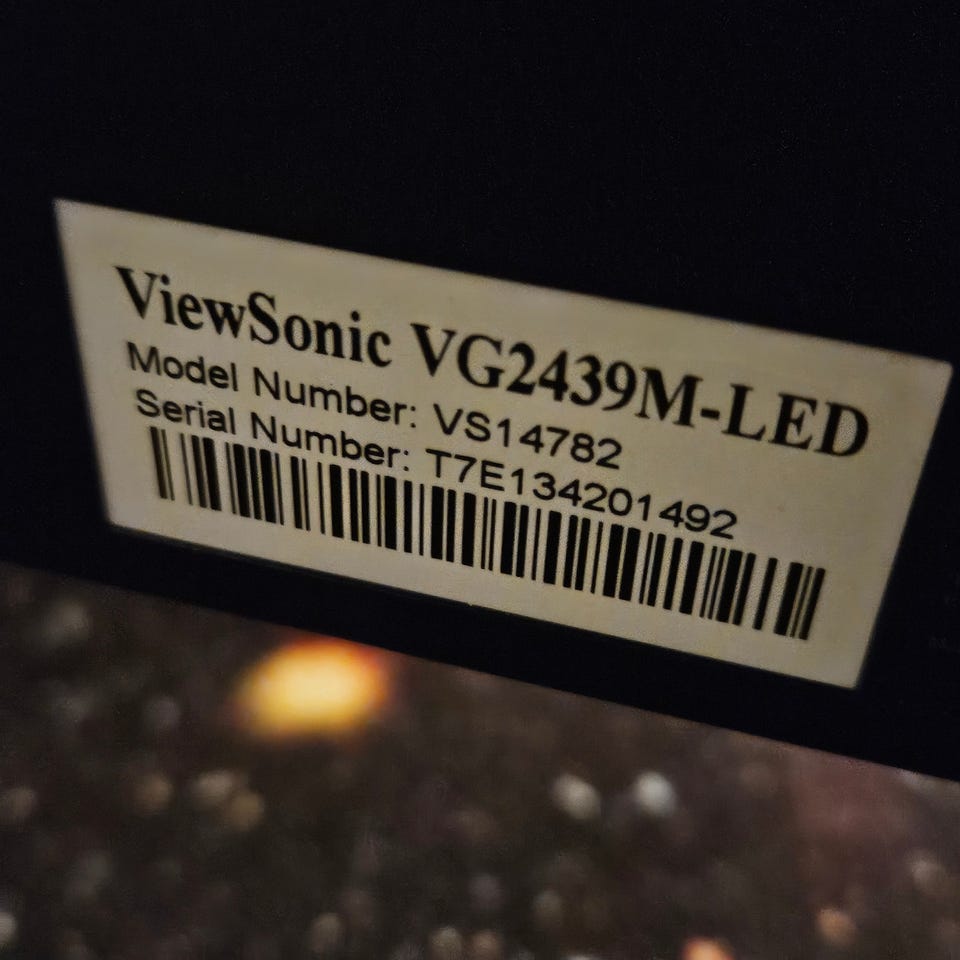 ViewSonic VG2439M-LED
Model Number: VS14782
Serial Number: T7E134201492